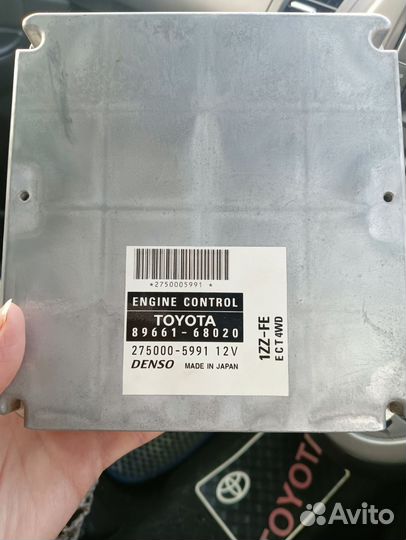 *2750005991*
ENGINE CONTROL
TOYOTA
89661-68020
275000-5991 12V
DENSO MADE IN JAPAN
1ZZ-FE
ECT 4WD
TOYOTA
Avito